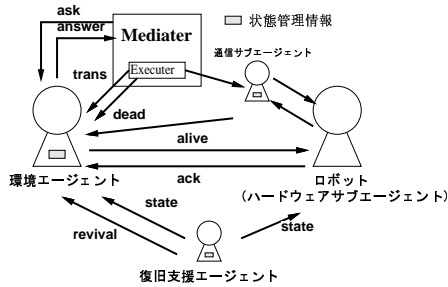 ask
answer
Mediater
状態管理情報
Executer
通信サブエージェント
trans
dead
alive
環境エージェント
ack
ロボット
(ハードウェアサブエージェント)
state
revival
state
復旧支援エージェント